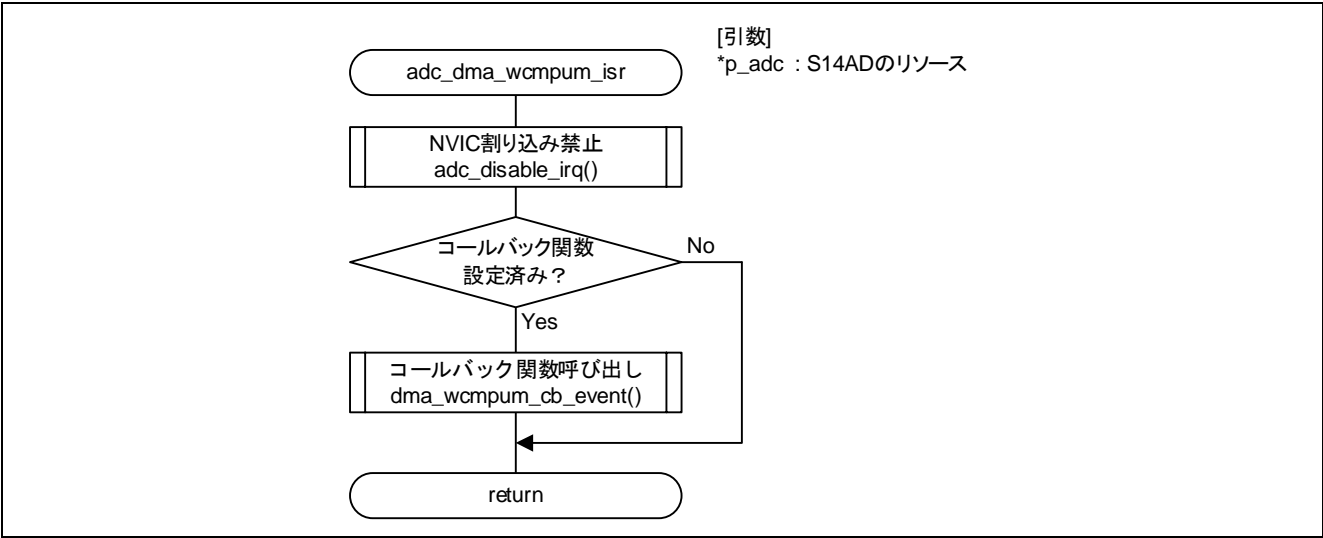 [引数]
*p_adc : S14ADのリソース
adc_dma_wcmpum_isr
NVIC割り込み禁止
adc_disable_irq()
コールバック関数
設定済み？
No
Yes
コールバック関数呼び出し
dma_wcmpum_cb_event()
return